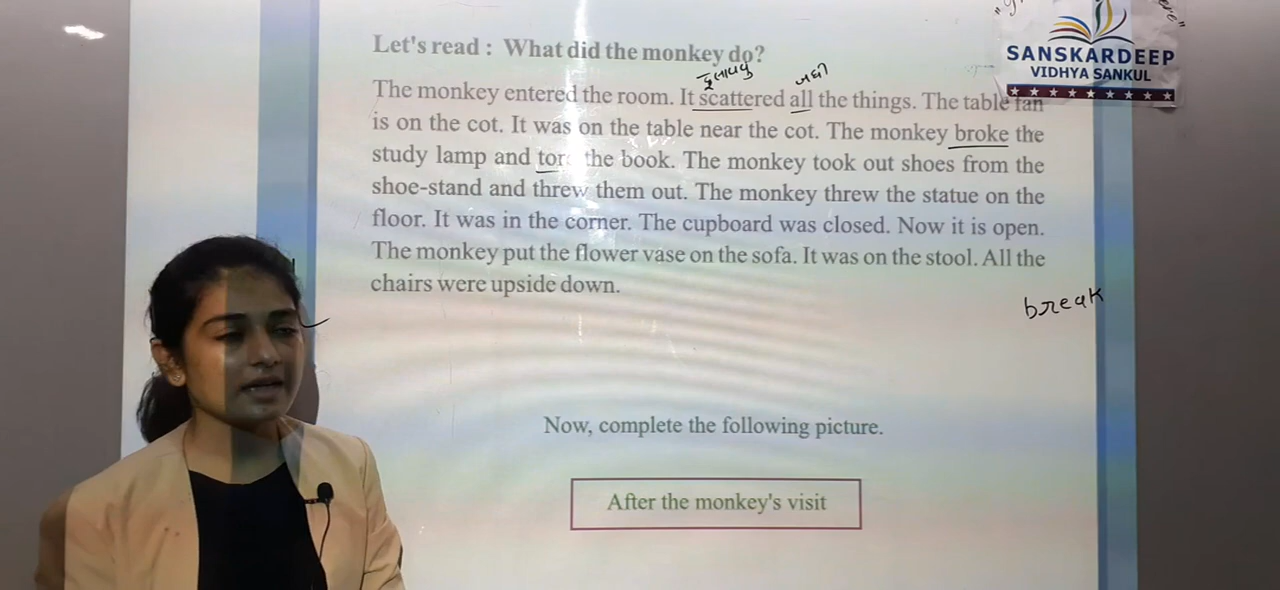 Let's read : What did the monkey do?
બધી
The monkey entered the room. It scattered all the things. The table fan
is on the cot. It was on the table near the cot. The monkey broke the
study lamp and tore the book. The monkey took out shoes from the
shoe-stand and threw them out. The monkey threw the statue on the
floor. It was in the corner. The cupboard was closed. Now it is open.
The monkey put the flower vase on the sofa. It was on the stool. All the
chairs were upside down.
break
Now, complete the following picture.
After the monkey's visit
SANSKARDEEP
VIDHYA SANKUL